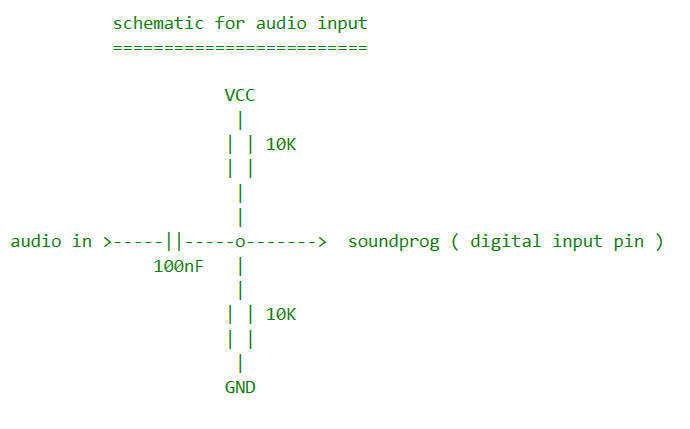 schematic for audio input
=========================
VCC
|
| | 10K
| |
|
|
audio in >-----||-----o-------> soundprog ( digital input pin )
100nF |
|
| | 10K
| |
|
GND